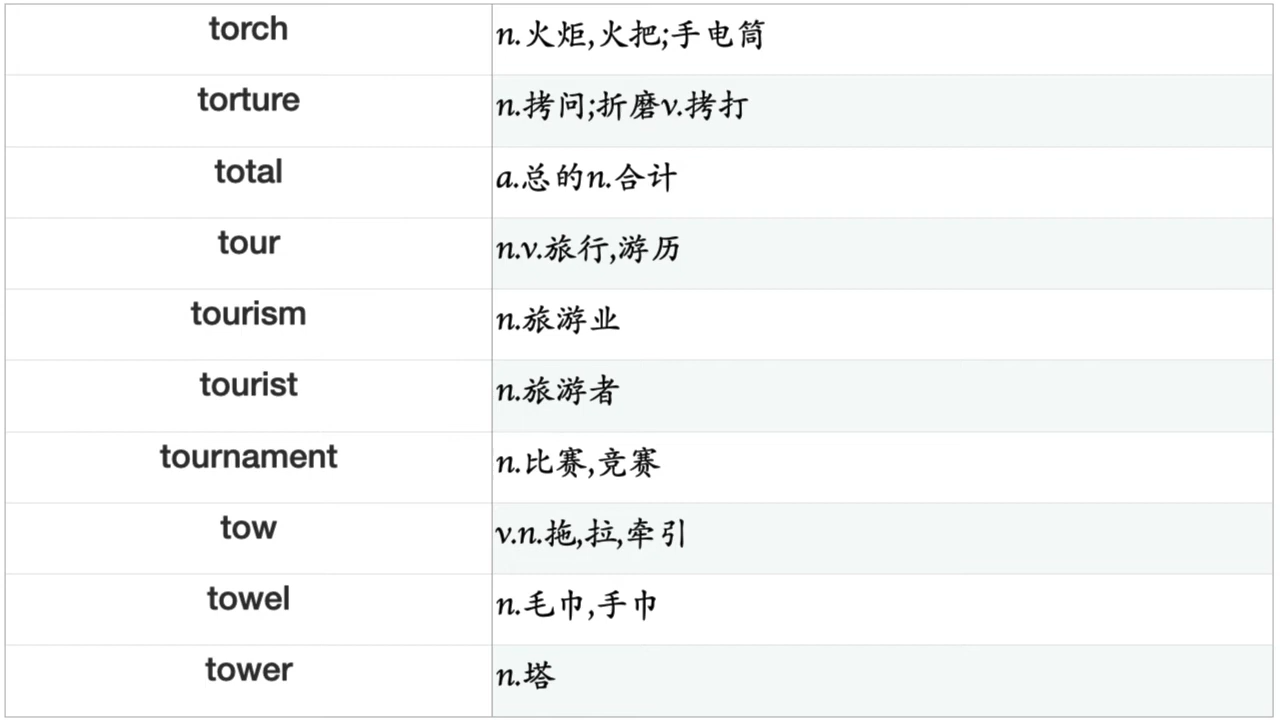 torch n.火炬,火把;手电筒
torture n.拷问;折磨v.拷打
total a.总的n.合计
tour n.v.旅行,游历
tourism n.旅游业
tourist n.旅游者
tournament n.比赛,竞赛
tow v.n.拖,拉,牵引
towel n.毛巾,手巾
tower n.塔